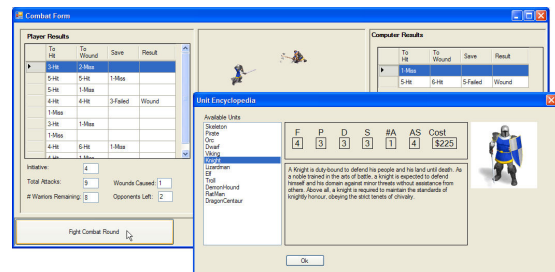 Combat Form
Player Results
To Hit To Wound Save Result
3-Hit 2-Miss
5-Hit 5-Hit 1-Miss
5-Hit 1-Miss
4-Hit 4-Hit 3-Failed Wound
1-Miss
3-Hit 1-Miss
1-Miss
4-Hit 6-Hit 1-Miss
4-Hit 1-Miss
Initiative: 4
Total Attacks: 9 Wounds Caused: 1
# Warriors Remaining: 8 Opponents Left: 2
Fight Combat Round
Computer Results
To Hit To Wound Save Result
1-Miss
5-Hit 6-Hit 5-Failed Wound
Unit Encyclopedia
Available Units
Skeleton
Pirate
Orc
Dwarf
Viking
Knight
Lizardman
Elf
Troll
DemonHound
RatMen
DragonCentaur
F P D S #A AS Cost
4 3 3 3 1 4 $225
A Knight is duty-bound to defend his people and his land until death. As
a noble trained in the arts of battle, a knight is expected to defend
himself and his domain against minor threats without assistance from
others. Above all, a knight is required to maintain the standards of
knightly honour, obeying the strict tenets of chivalry.
Ok